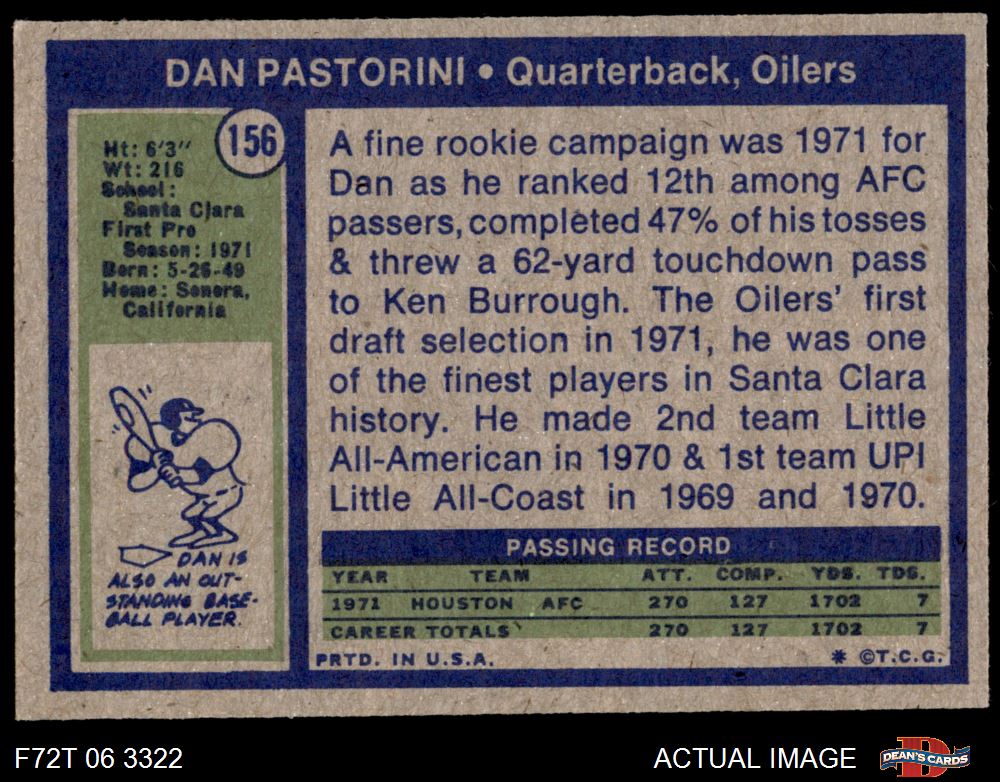 DAN PASTORINI • Quarterback, Oilers
156
Ht: 6'3"
Wt: 216
School:
Santa Clara
First Pro
Season: 1971
Born: 5-26-49
Home: Sonora,
California
DAN IS
ALSO AN OUT-
STANDING BASE-
BALL PLAYER.
A fine rookie campaign was 1971 for
Dan as he ranked 12th among AFC
passers, completed 47% of his tosses
& threw a 62-yard touchdown pass
to Ken Burrough. The Oilers' first
draft selection in 1971, he was one
of the finest players in Santa Clara
history. He made 2nd team Little
All-American in 1970 & 1st team UPI
Little All-Coast in 1969 and 1970.
PASSING RECORD
YEAR TEAM ATT. COMP. YDS. TDS.
1971 HOUSTON AFC 270 127 1702 7
CAREER TOTALS 270 127 1702 7
PRTD. IN U.S.A. * ©T.C.G.
F72T 06 3322 ACTUAL IMAGE DEAN'S CARDS